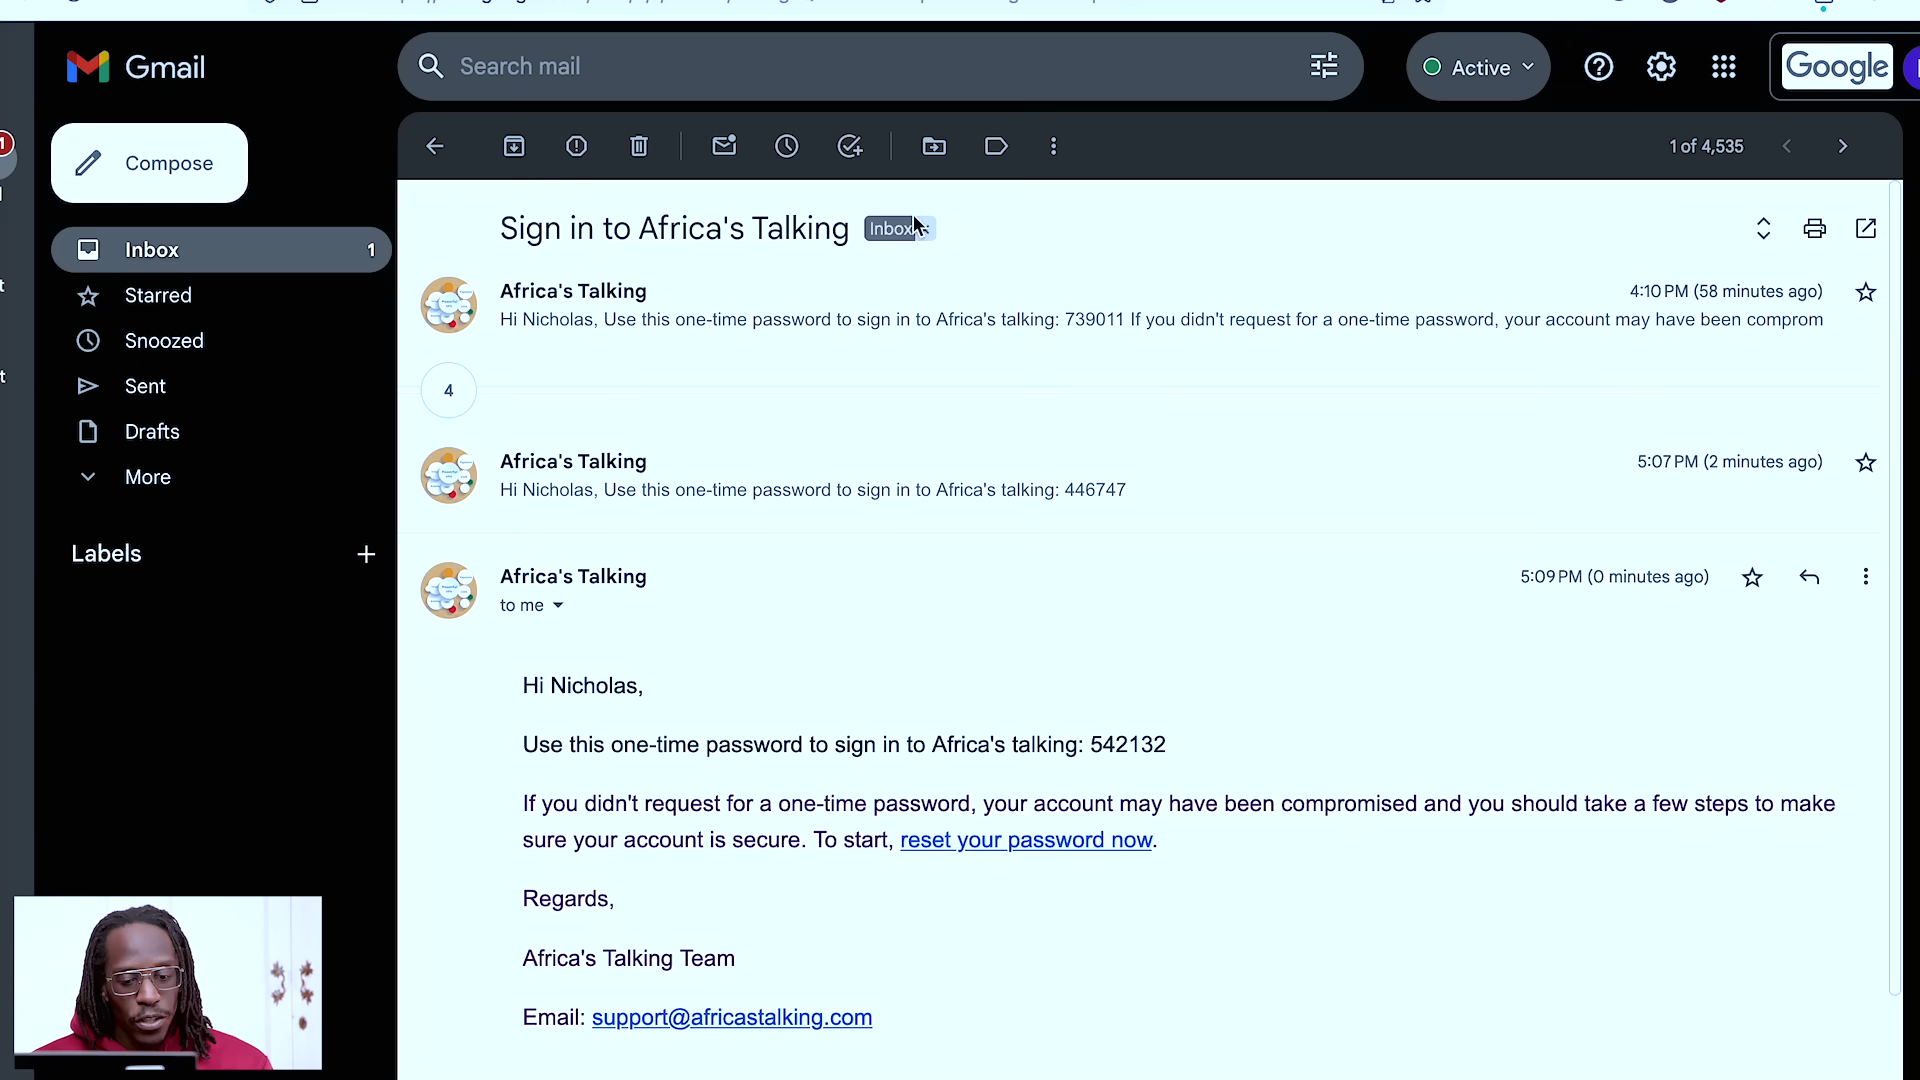 Gmail
Search mail
Active
Google
Compose
1 of 4,535
Inbox 1
Starred
Snoozed
Sent
Drafts
More
Labels
Sign in to Africa's Talking Inbox
Africa's Talking 4:10 PM (58 minutes ago)
Hi Nicholas, Use this one-time password to sign in to Africa's talking: 739011 If you didn't request for a one-time password, your account may have been comprom
4
Africa's Talking 5:07 PM (2 minutes ago)
Hi Nicholas, Use this one-time password to sign in to Africa's talking: 446747
Africa's Talking 5:09 PM (0 minutes ago)
to me
Hi Nicholas,
Use this one-time password to sign in to Africa's talking: 542132
If you didn't request for a one-time password, your account may have been compromised and you should take a few steps to make
sure your account is secure. To start, reset your password now.
Regards,
Africa's Talking Team
Email: support@africastalking.com